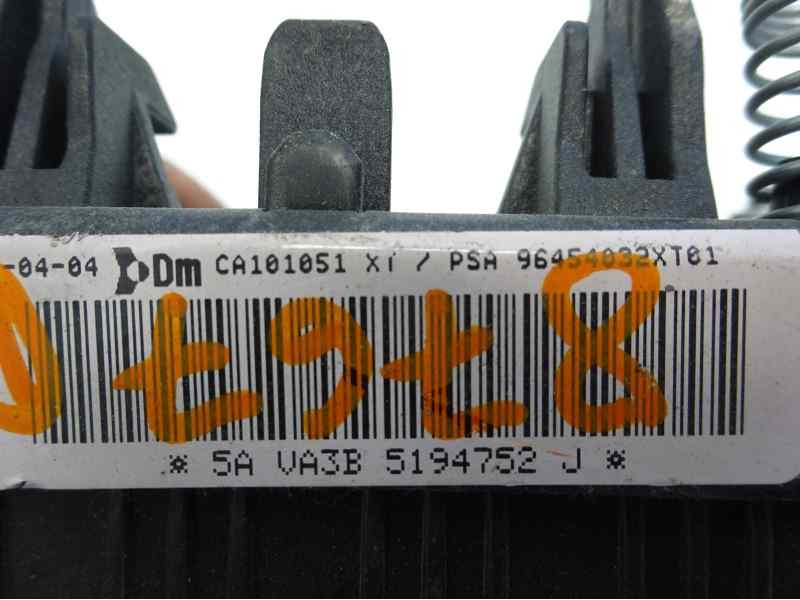 -04-04 Dm CA101051 XT / PSA 96454032XT01
* 5A VA3B 5194752 J *